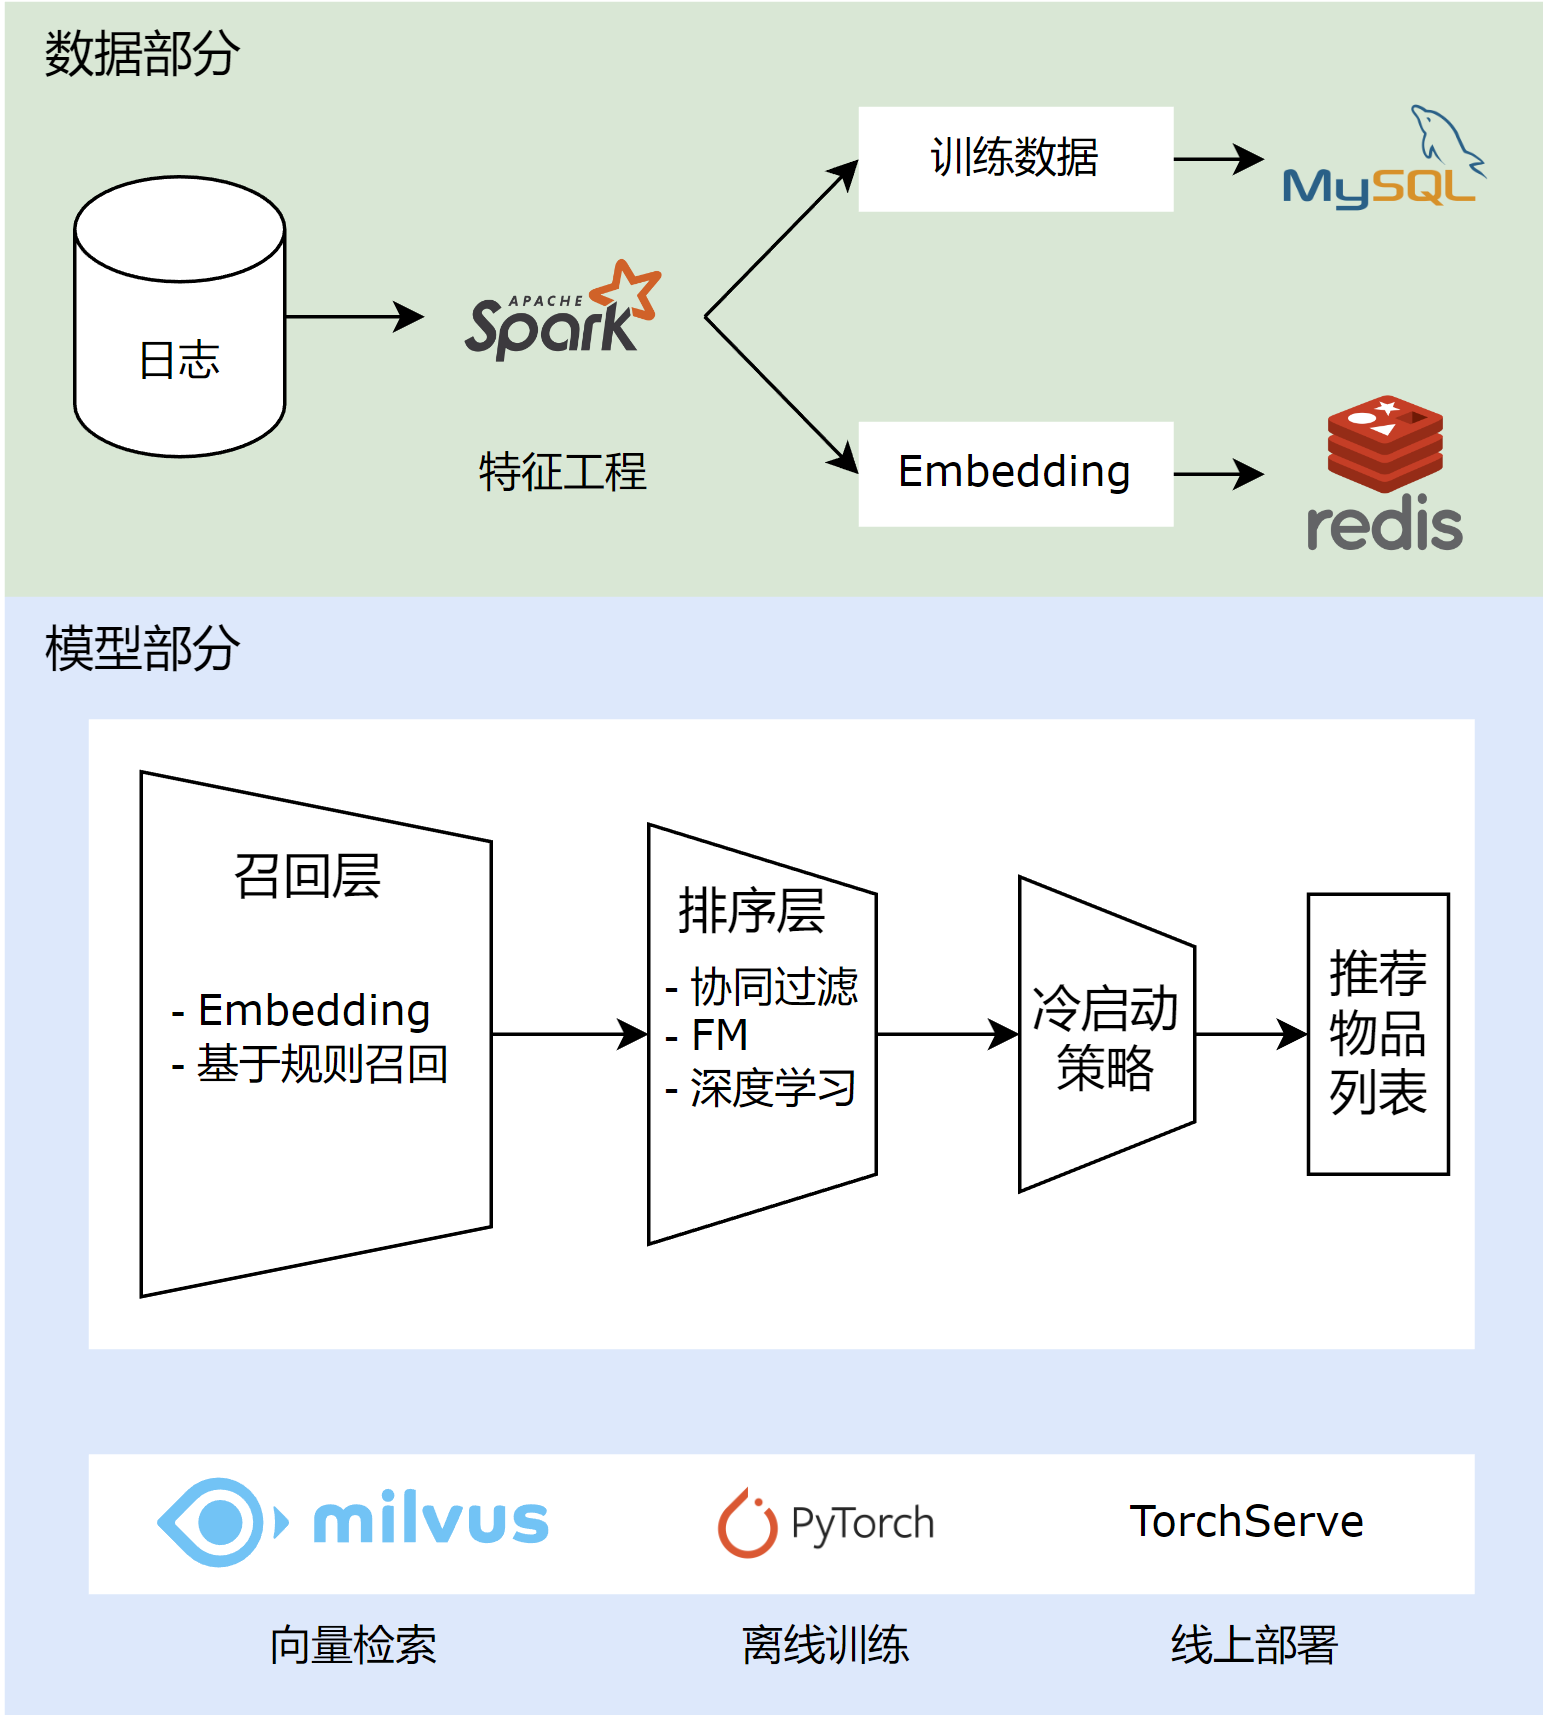 数据部分
训练数据
MySQL
日志
APACHE
Spark
特征工程
Embedding
redis
模型部分
召回层
- Embedding
- 基于规则召回
排序层
- 协同过滤
- FM
- 深度学习
冷启动
策略
推荐
物品
列表
milvus
PyTorch
TorchServe
向量检索
离线训练
线上部署